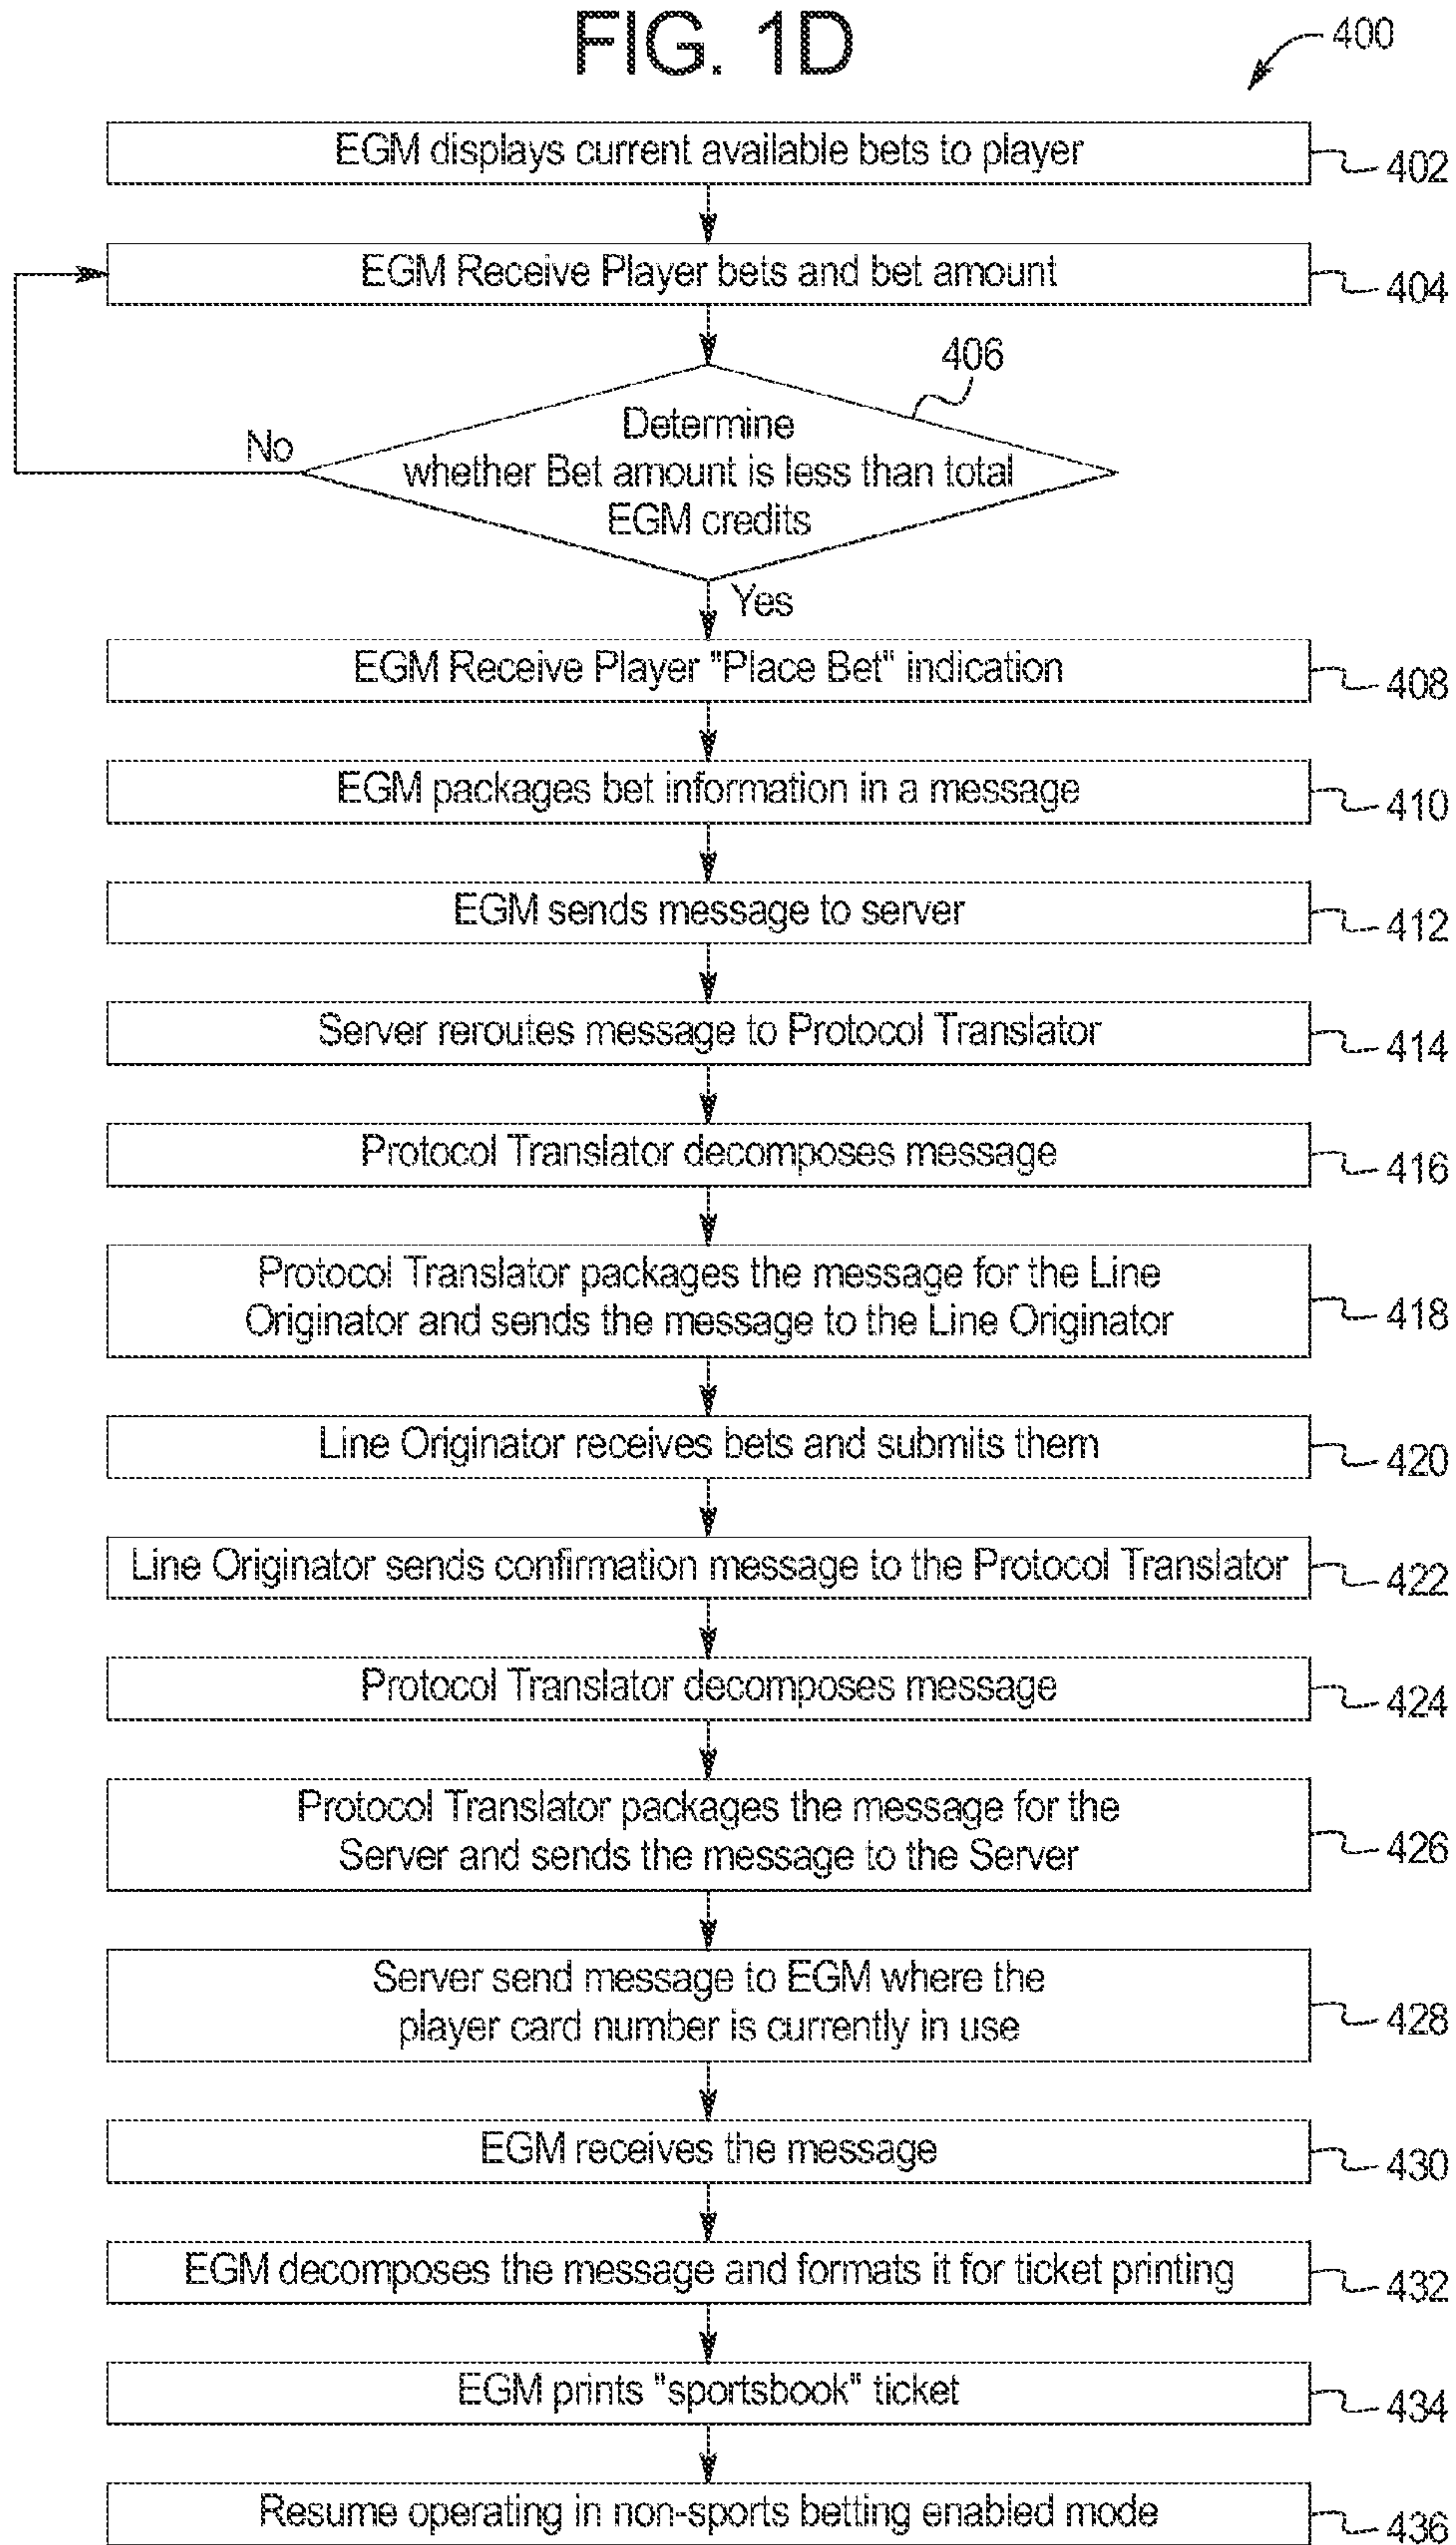 FIG. 1D
400
EGM displays current available bets to player
402
EGM Receive Player bets and bet amount
404
406
Determine
whether Bet amount is less than total
EGM credits
No
Yes
EGM Receive Player "Place Bet" indication
408
EGM packages bet information in a message
410
EGM sends message to server
412
Server reroutes message to Protocol Translator
414
Protocol Translator decomposes message
416
Protocol Translator packages the message for the Line
Originator and sends the message to the Line Originator
418
Line Originator receives bets and submits them
420
Line Originator sends confirmation message to the Protocol Translator
422
Protocol Translator decomposes message
424
Protocol Translator packages the message for the
Server and sends the message to the Server
426
Server send message to EGM where the
player card number is currently in use
428
EGM receives the message
430
EGM decomposes the message and formats it for ticket printing
432
EGM prints "sportsbook" ticket
434
Resume operating in non-sports betting enabled mode
436